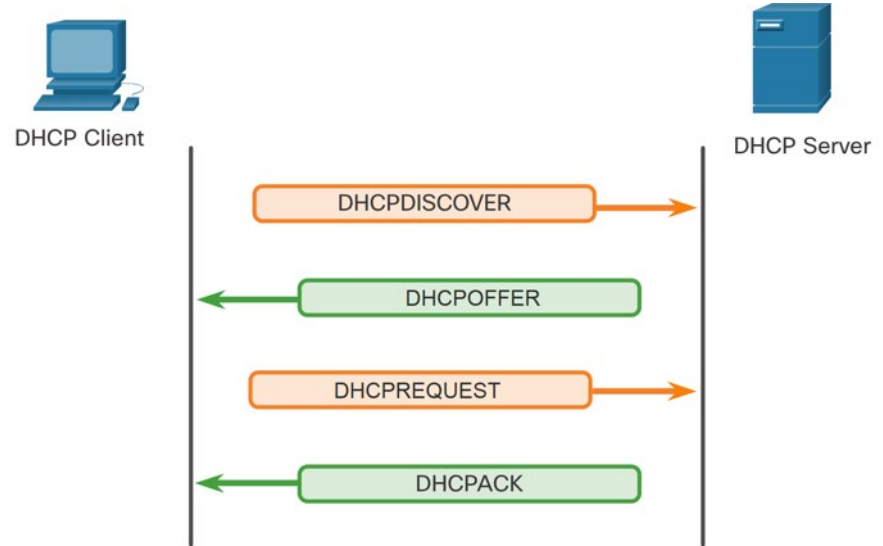 DHCP Client
DHCP Server
DHCPDISCOVER
DHCPOFFER
DHCPREQUEST
DHCPACK